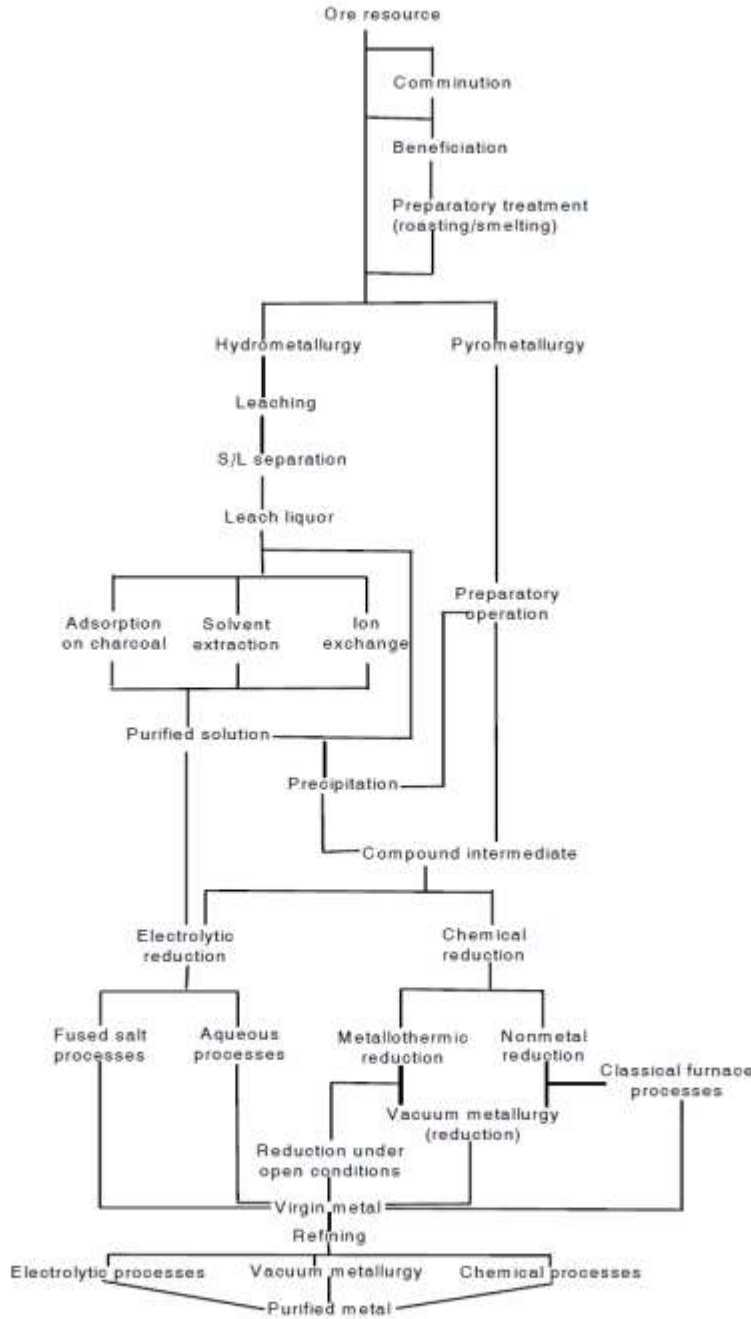 Ore resource
Comminution
Beneficiation
Preparatory treatment
(roasting/smelting)
Hydrometallurgy
Pyrometallurgy
Leaching
S/L separation
Leach liquor
Preparatory
operation
Adsorption
on charcoal
Solvent
extraction
Ion
exchange
Purified solution
Precipitation
Compound intermediate
Electrolytic
reduction
Chemical
reduction
Fused salt
processes
Aqueous
processes
Metallothermic
reduction
Nonmetal
reduction
Classical furnace
processes
Vacuum metallurgy
(reduction)
Reduction under
open conditions
Virgin metal
Refining
Electrolytic processes
Vacuum metallurgy
Chemical processes
Purified metal